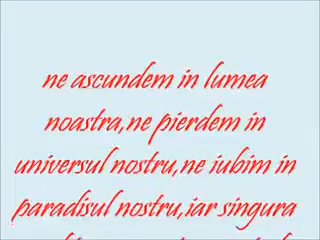 ne ascundem in lumea
noastra,ne pierdem in
universul nostru,ne iubim in
paradisul nostru,iar singura